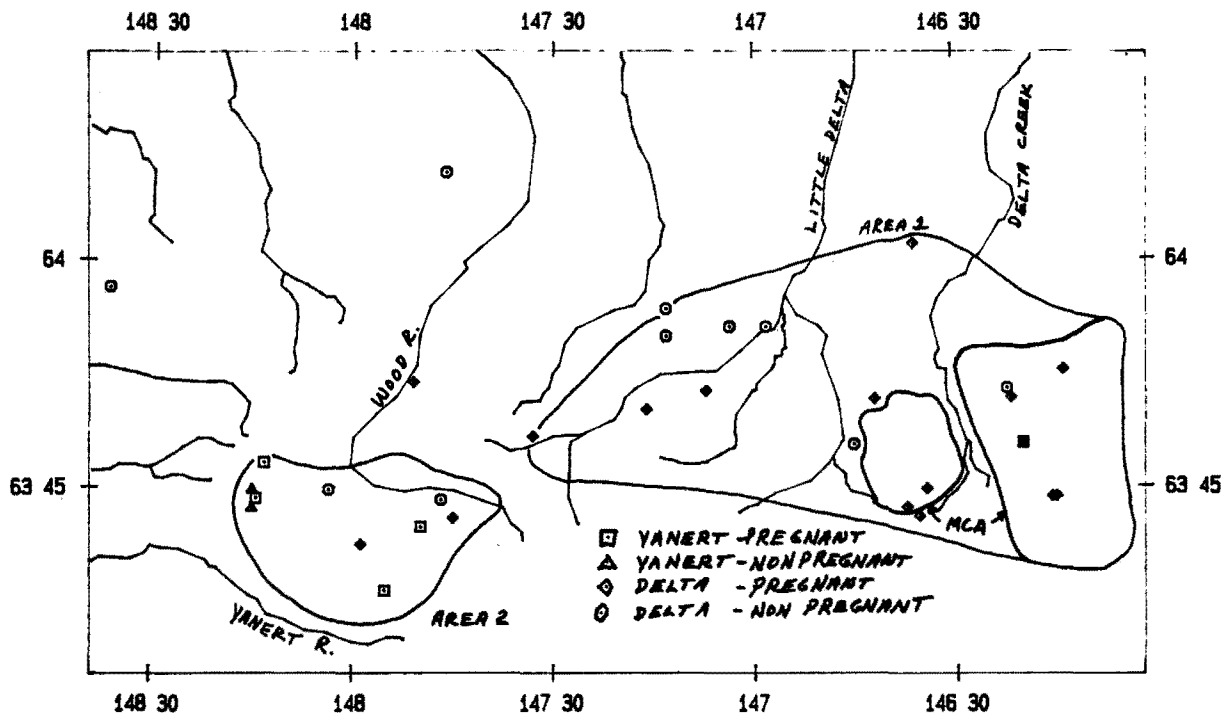 148 30 148 147 30 147 146 30
LITTLE DELTA
DELTA CREEK
AREA 1
64 64
WOOD R.
63 45 63 45
MCA
YANERT - PREGNANT
YANERT - NONPREGNANT
DELTA - PREGNANT
DELTA - NON PREGNANT
AREA 2
YANERT R.
148 30 148 147 30 147 146 30